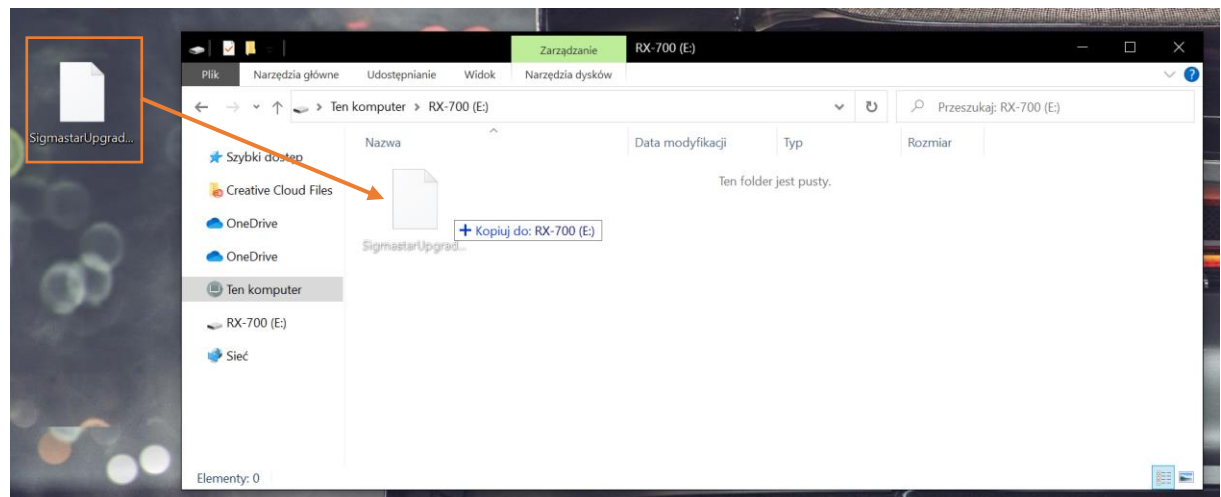 SigmastarUpgrad...
Zarządzanie
RX-700 (E:)
Plik
Narzędzia główne
Udostępnianie
Widok
Narzędzia dysków
Ten komputer > RX-700 (E:)
Przeszukaj: RX-700 (E:)
Nazwa
Data modyfikacji
Typ
Rozmiar
Ten folder jest pusty.
Szybki dostęp
Creative Cloud Files
OneDrive
OneDrive
Ten komputer
RX-700 (E:)
Sieć
SigmastarUpgrad...
+ Kopiuj do: RX-700 (E:)
Elementy: 0